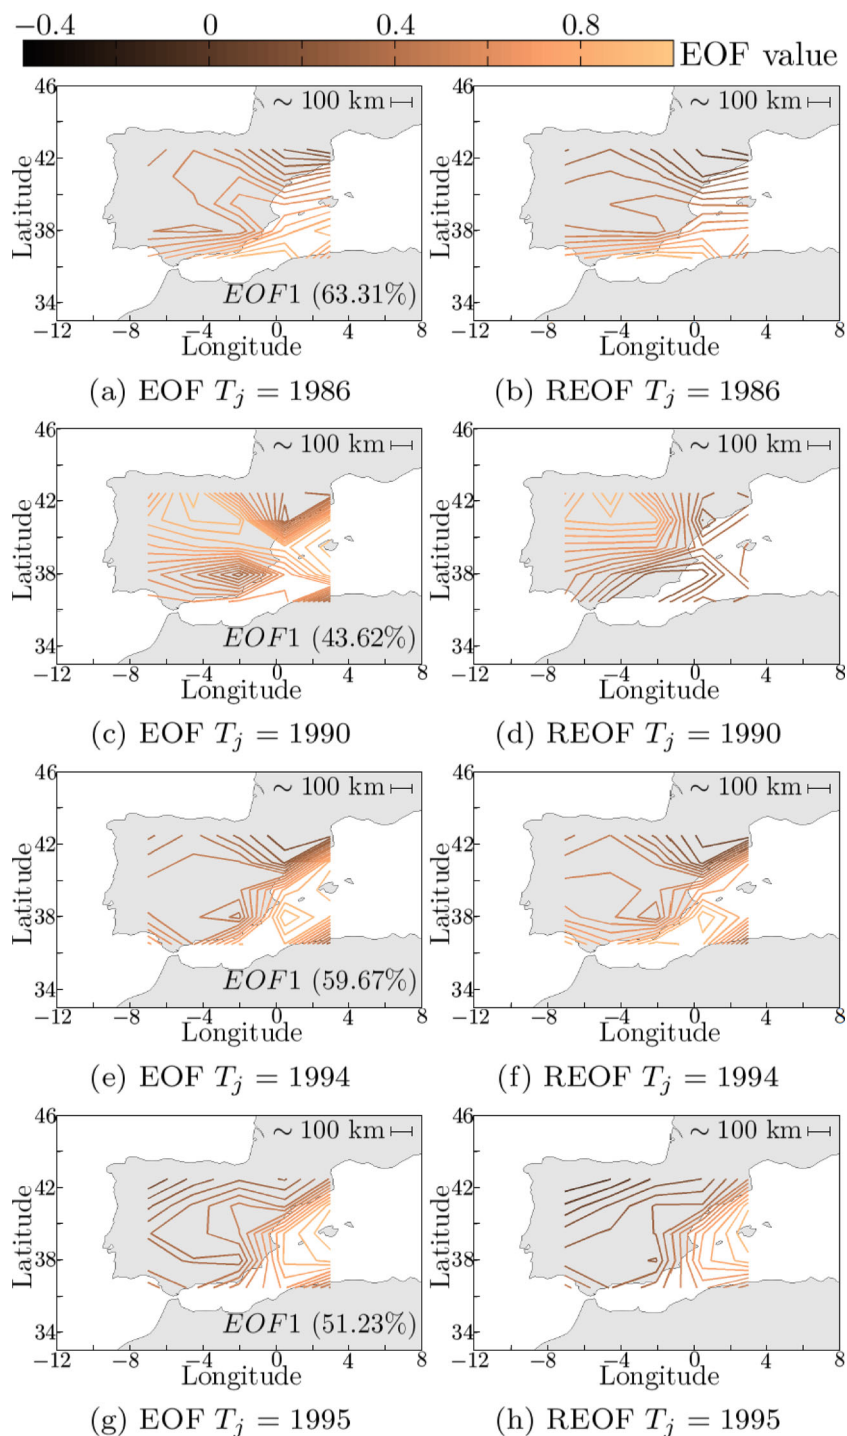 −0.4 0 0.4 0.8
EOF value
46 ∼ 100 km ∼ 100 km
42 42
38 38
34 34
Latitude Latitude
EOF1 (63.31%)
−12 −8 −4 0 4 8 −12 −8 −4 0 4 8
Longitude Longitude
(a) EOF Tj = 1986 (b) REOF Tj = 1986
46 ∼ 100 km 46 ∼ 100 km
42 42
38 38
34 34
Latitude Latitude
EOF1 (43.62%)
−12 −8 −4 0 4 8 −12 −8 −4 0 4 8
Longitude Longitude
(c) EOF Tj = 1990 (d) REOF Tj = 1990
46 ∼ 100 km 46 ∼ 100 km
42 42
38 38
34 34
Latitude Latitude
EOF1 (59.67%)
−12 −8 −4 0 4 8 −12 −8 −4 0 4 8
Longitude Longitude
(e) EOF Tj = 1994 (f) REOF Tj = 1994
46 ∼ 100 km 46 ∼ 100 km
42 42
38 38
34 34
Latitude Latitude
EOF1 (51.23%)
−12 −8 −4 0 4 8 −12 −8 −4 0 4 8
Longitude Longitude
(g) EOF Tj = 1995 (h) REOF Tj = 1995